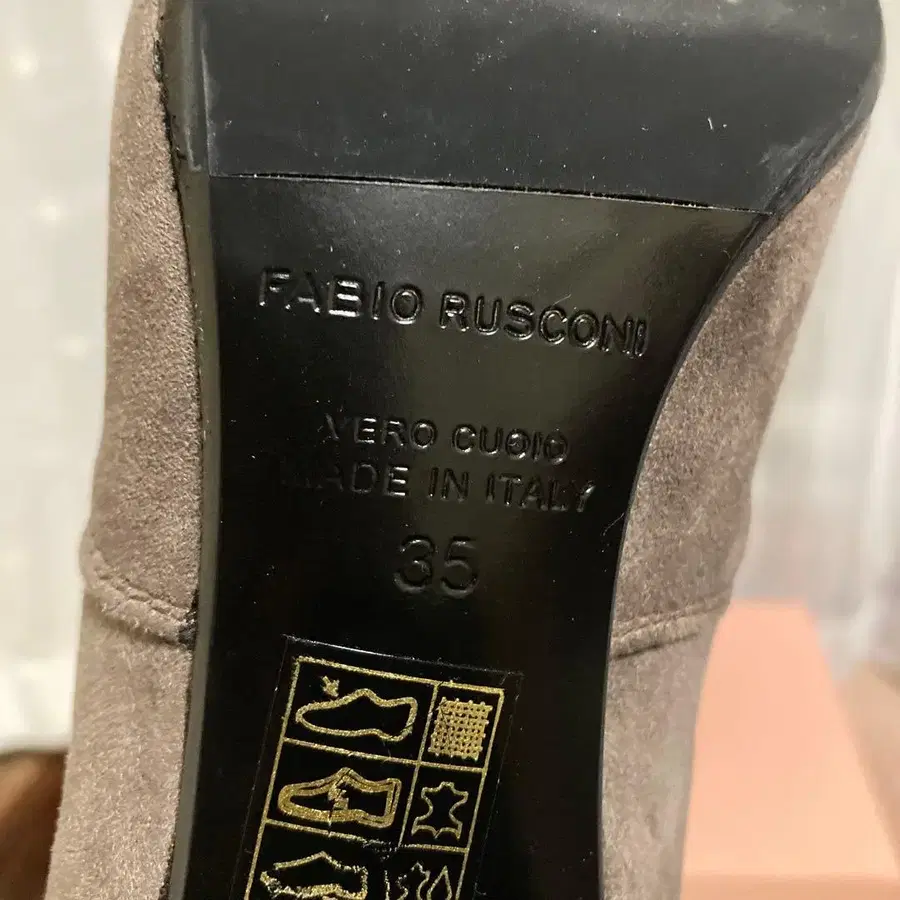 FABIO RUSCONI
VERO CUOIO
MADE IN ITALY
35